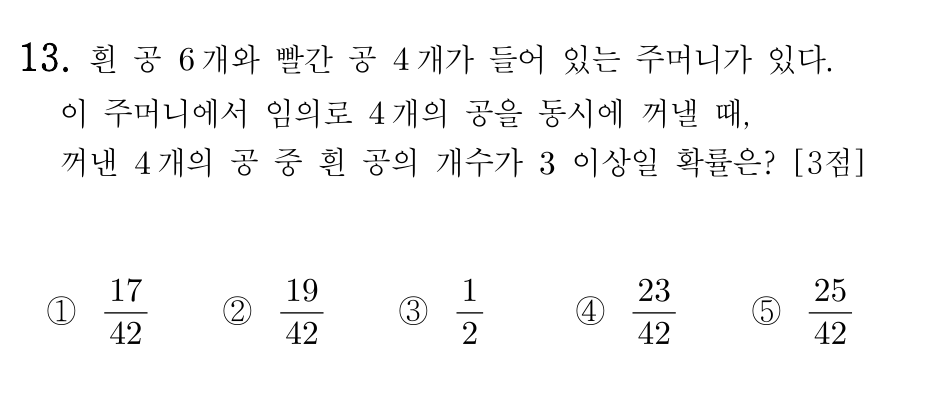 13. 흰 공 6개와 빨간 공 4개가 들어 있는 주머니가 있다.
이 주머니에서 임의로 4개의 공을 동시에 꺼낼 때,
꺼낸 4개의 공 중 흰 공의 개수가 3 이상일 확률은? [3점]
① 17/42 ② 19/42 ③ 1/2 ④ 23/42 ⑤ 25/42